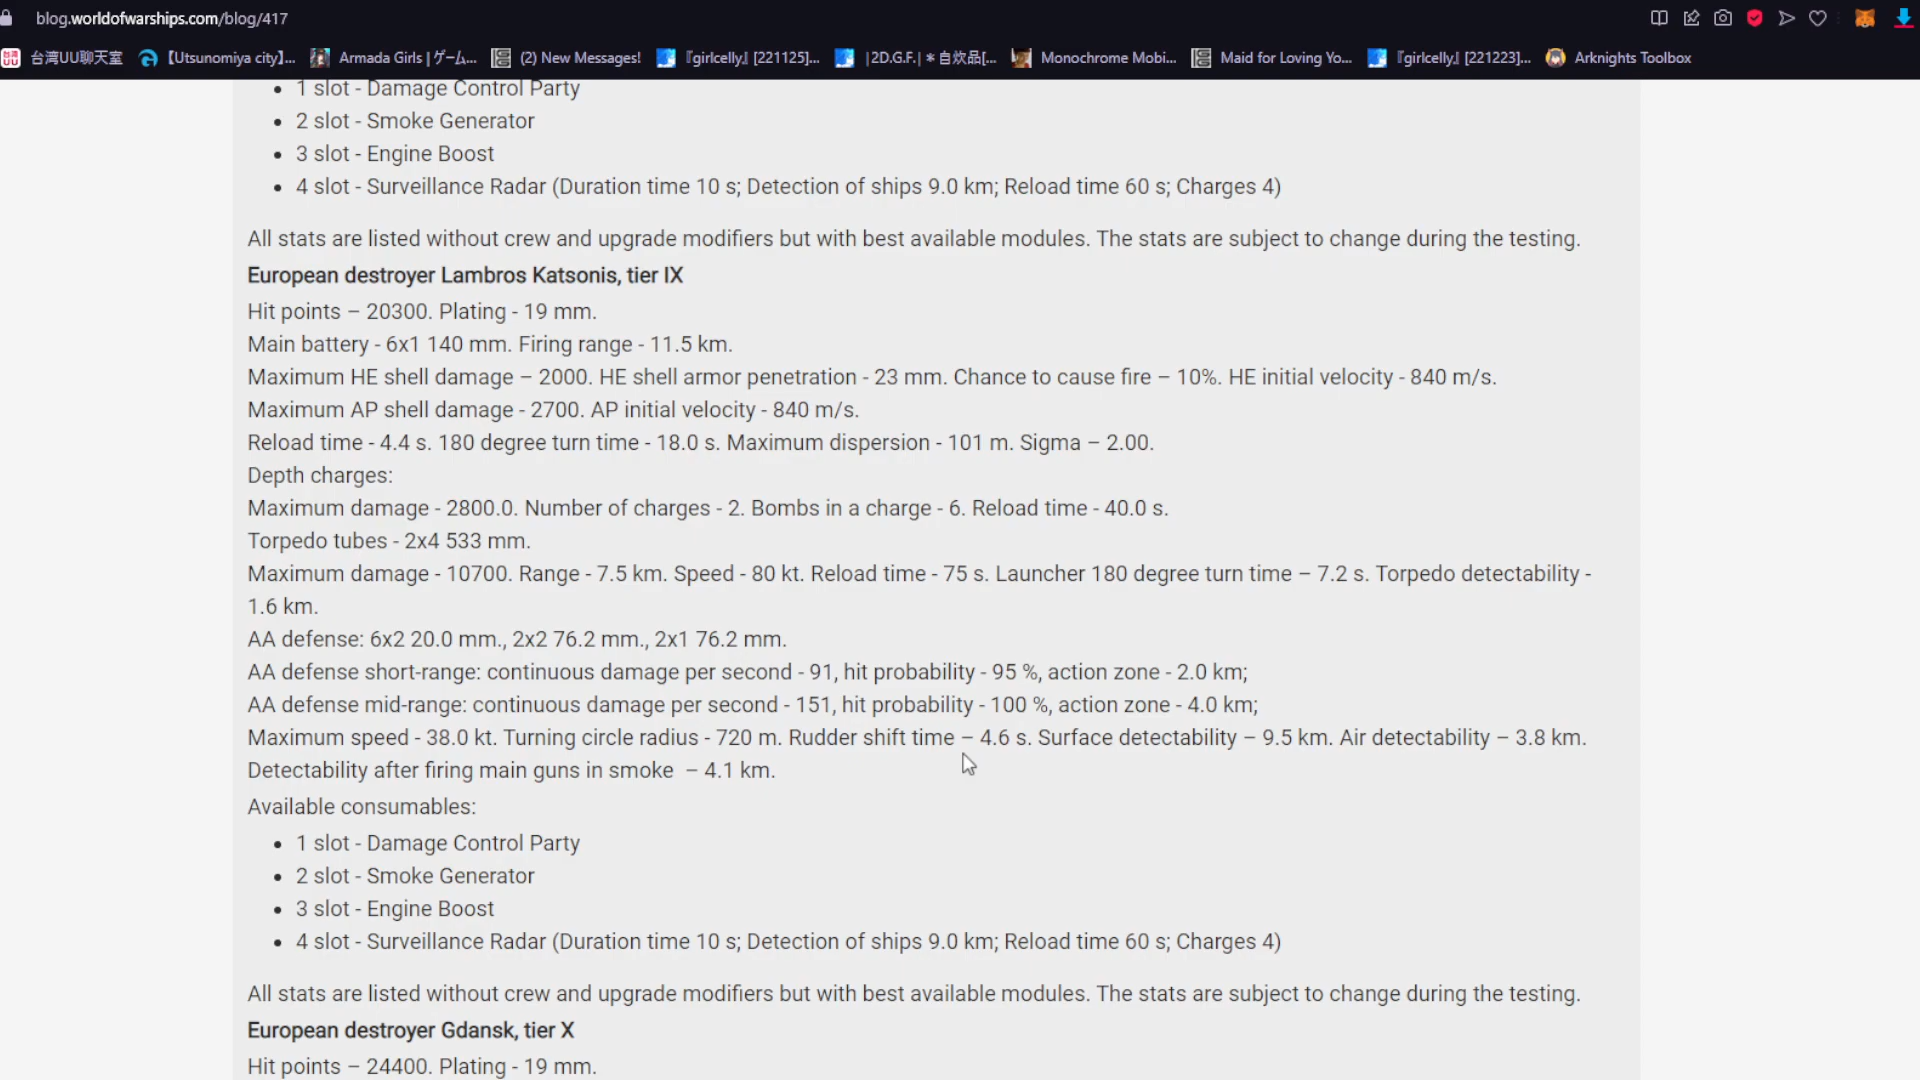 blog.worldofwarships.com/blog/417
台湾UU聊天室 【Utsunomiya city】... Armada Girls | ゲーム... (2) New Messages! 『girlcelly』[221125]... |2D.G.F.| * 自炊品[... Monochrome Mobi... Maid for Loving Yo... 『girlcelly』[221223]... Arknights Toolbox
• 1 slot - Damage Control Party
• 2 slot - Smoke Generator
• 3 slot - Engine Boost
• 4 slot - Surveillance Radar (Duration time 10 s; Detection of ships 9.0 km; Reload time 60 s; Charges 4)
All stats are listed without crew and upgrade modifiers but with best available modules. The stats are subject to change during the testing.
European destroyer Lambros Katsonis, tier IX
Hit points – 20300. Plating - 19 mm.
Main battery - 6x1 140 mm. Firing range - 11.5 km.
Maximum HE shell damage – 2000. HE shell armor penetration - 23 mm. Chance to cause fire – 10%. HE initial velocity - 840 m/s.
Maximum AP shell damage - 2700. AP initial velocity - 840 m/s.
Reload time - 4.4 s. 180 degree turn time - 18.0 s. Maximum dispersion - 101 m. Sigma – 2.00.
Depth charges:
Maximum damage - 2800.0. Number of charges - 2. Bombs in a charge - 6. Reload time - 40.0 s.
Torpedo tubes - 2x4 533 mm.
Maximum damage - 10700. Range - 7.5 km. Speed - 80 kt. Reload time - 75 s. Launcher 180 degree turn time – 7.2 s. Torpedo detectability -
1.6 km.
AA defense: 6x2 20.0 mm., 2x2 76.2 mm., 2x1 76.2 mm.
AA defense short-range: continuous damage per second - 91, hit probability - 95 %, action zone - 2.0 km;
AA defense mid-range: continuous damage per second - 151, hit probability - 100 %, action zone - 4.0 km;
Maximum speed - 38.0 kt. Turning circle radius - 720 m. Rudder shift time – 4.6 s. Surface detectability – 9.5 km. Air detectability – 3.8 km.
Detectability after firing main guns in smoke – 4.1 km.
Available consumables:
• 1 slot - Damage Control Party
• 2 slot - Smoke Generator
• 3 slot - Engine Boost
• 4 slot - Surveillance Radar (Duration time 10 s; Detection of ships 9.0 km; Reload time 60 s; Charges 4)
All stats are listed without crew and upgrade modifiers but with best available modules. The stats are subject to change during the testing.
European destroyer Gdansk, tier X
Hit points – 24400. Plating - 19 mm.